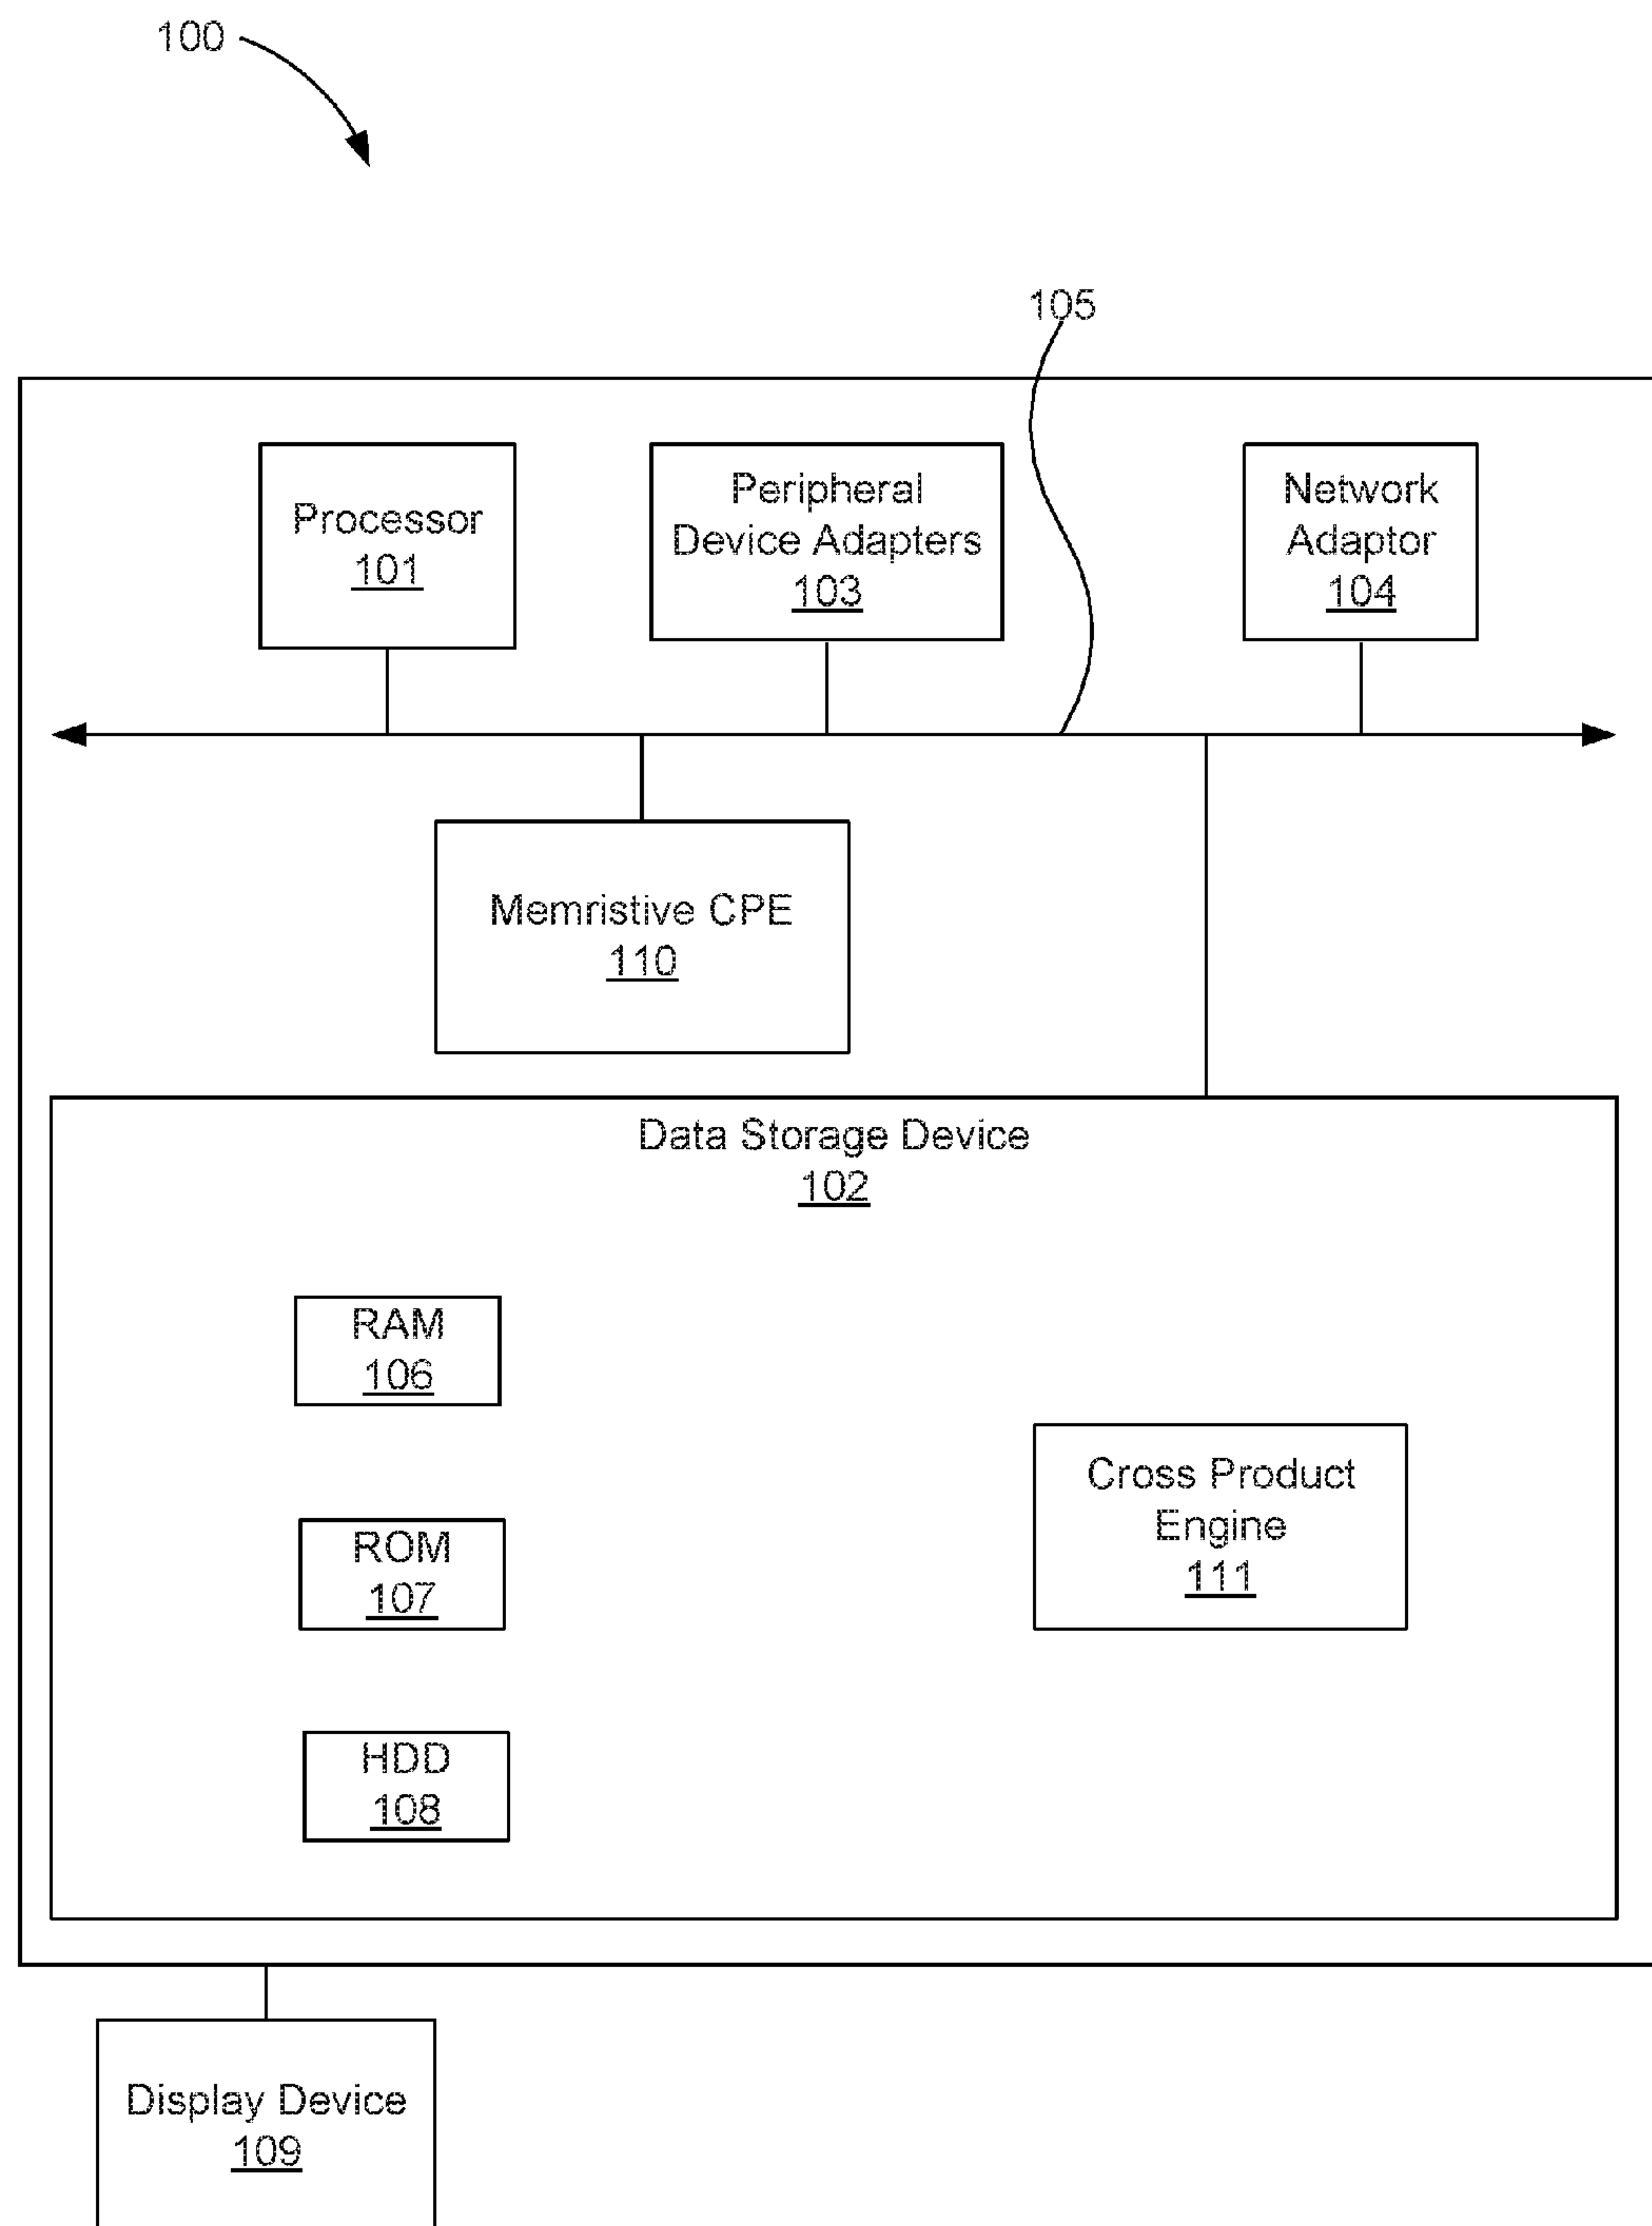 100
105
Processor
101
Peripheral
Device Adapters
103
Network
Adaptor
104
Memristive CPE
110
Data Storage Device
102
RAM
106
Cross Product
Engine
111
ROM
107
HDD
108
Display Device
109